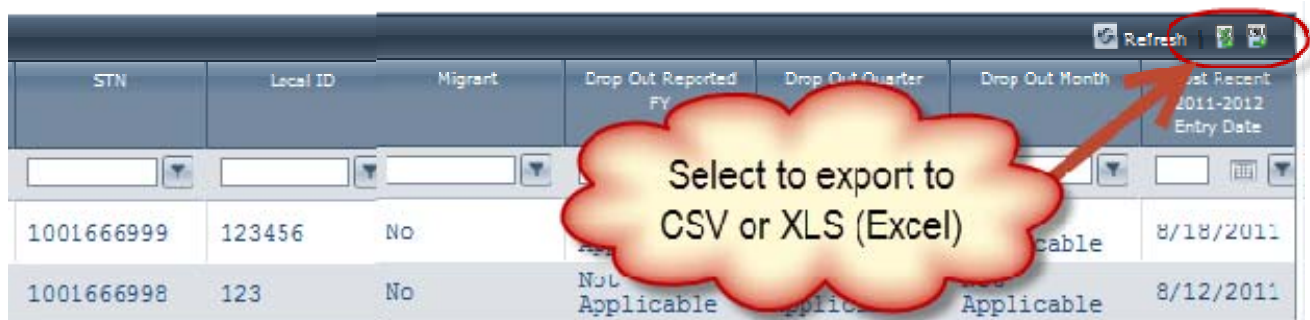 Refresh
STN Local ID Migrant Drop Out Reported Drop Out Quarter Drop Out Month Recent
FY 2011-2012
Entry Date
Select to export to
CSV or XLS (Excel)
1001666999 123456 No 8/18/2011
1001666998 123 No Not 8/12/2011
Applicable Applicable